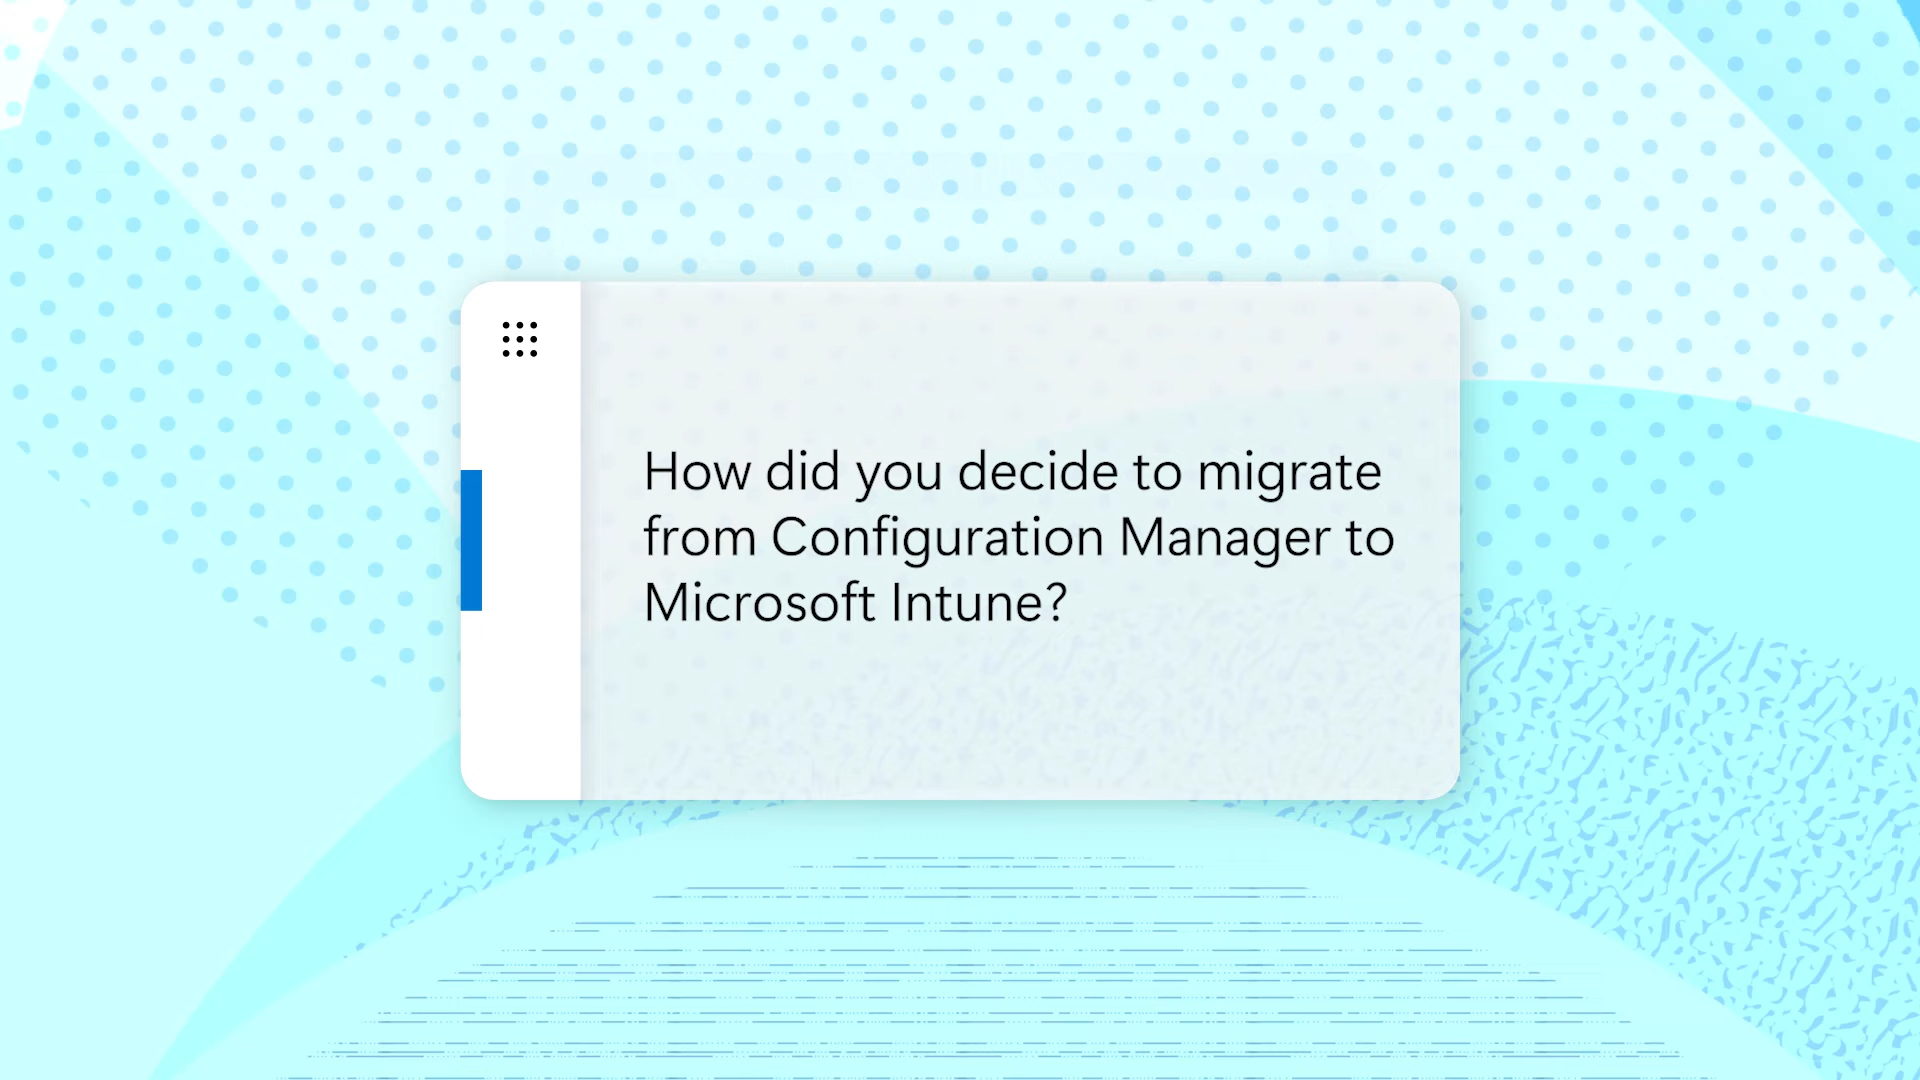 How did you decide to migrate
from Configuration Manager to
Microsoft Intune?